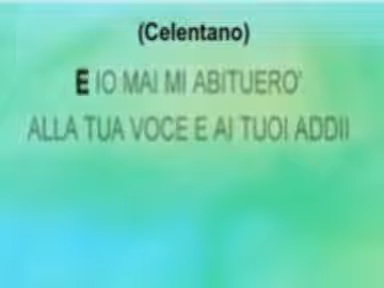 (Celentano)
E IO MAI MI ABITUERO'
ALLA TUA VOCE E AI TUOI ADDII